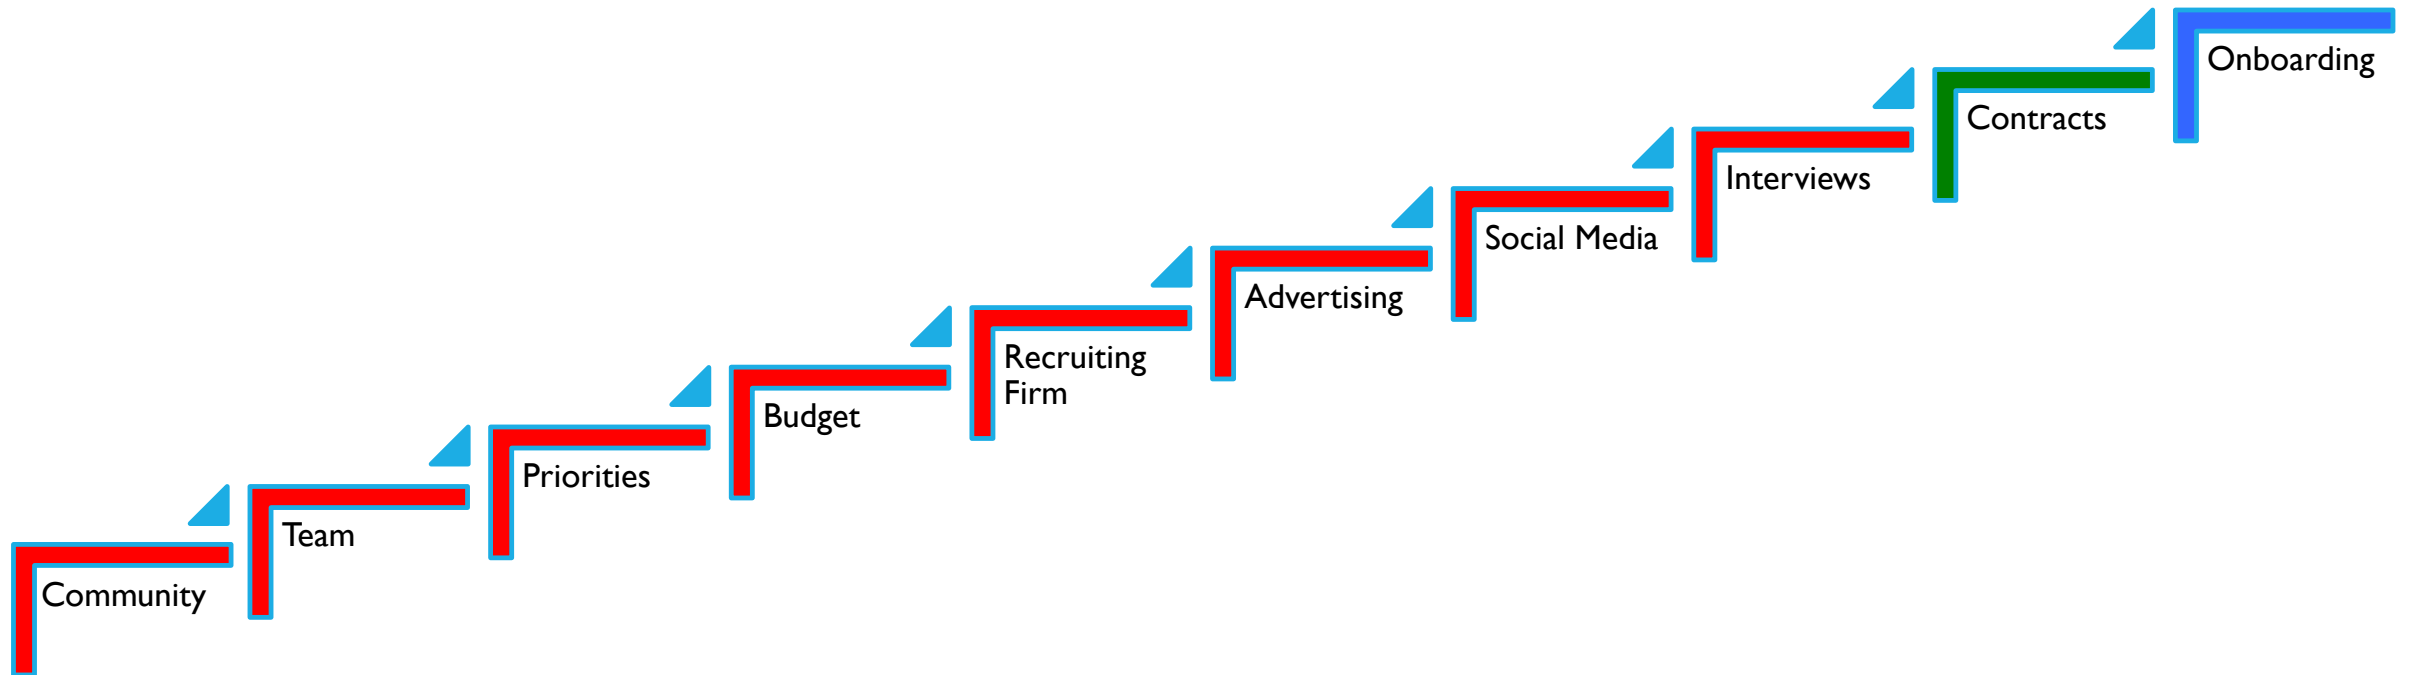 Community
Team
Priorities
Budget
Recruiting
Firm
Advertising
Social Media
Interviews
Contracts
Onboarding